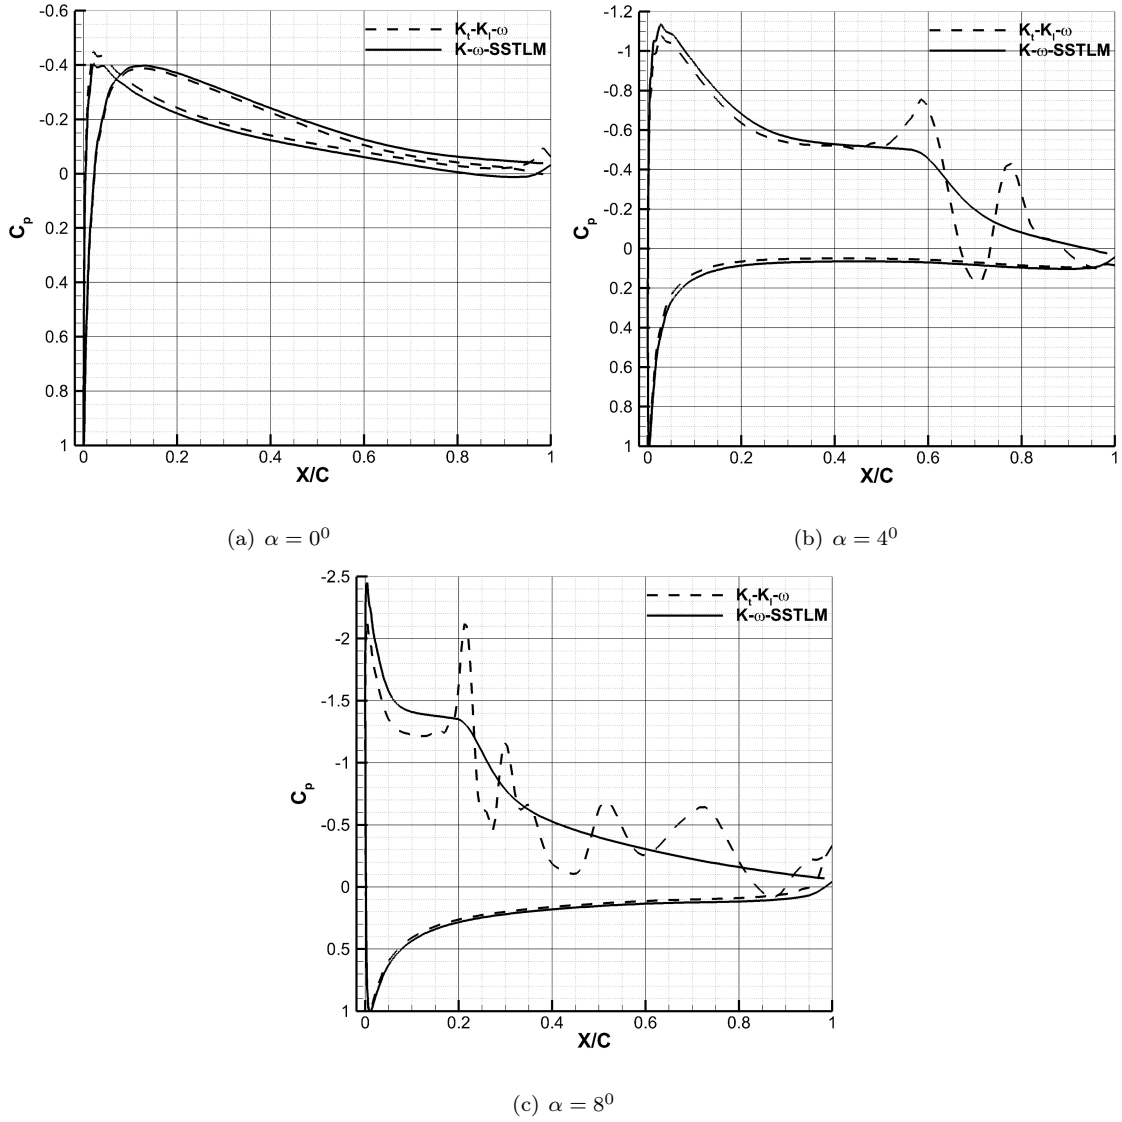 -0.6
-0.4
-0.2
0
0.2
0.4
0.6
0.8
1
Cp
0 0.2 0.4 0.6 0.8 1
X/C
Kt-Kl-ω
K-ω-SSTLM
(a) α = 0⁰
-1.2
-1
-0.8
-0.6
-0.4
-0.2
0
0.2
0.4
0.6
0.8
1
Cp
0 0.2 0.4 0.6 0.8 1
X/C
Kt-Kl-ω
K-ω-SSTLM
(b) α = 4⁰
-2.5
-2
-1.5
-1
-0.5
0
0.5
1
Cp
0 0.2 0.4 0.6 0.8 1
X/C
Kt-Kl-ω
K-ω-SSTLM
(c) α = 8⁰